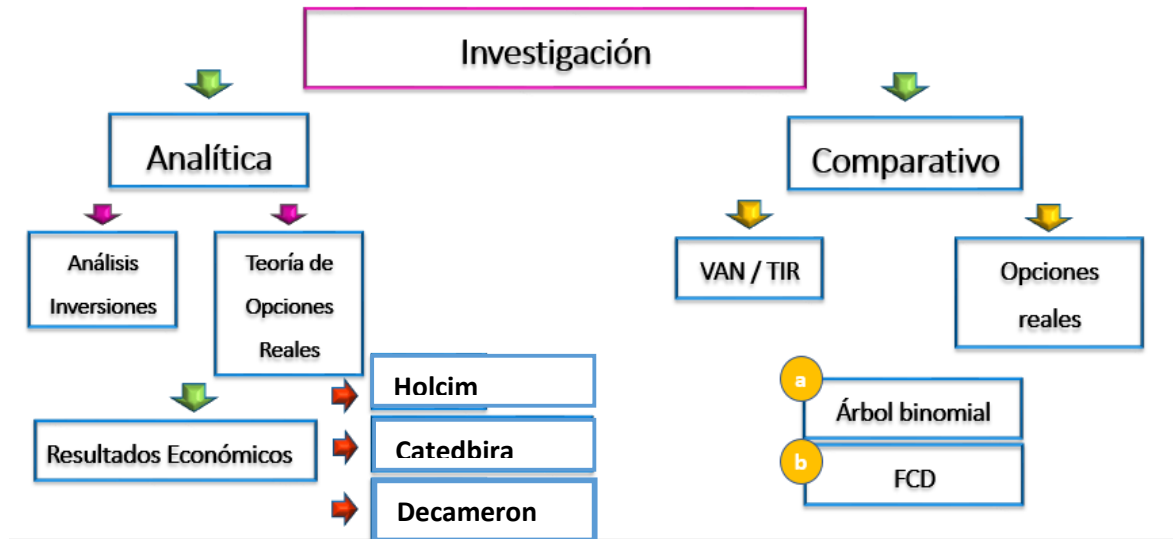 Investigación
Analítica
Comparativo
Análisis
Inversiones
Teoría de
Opciones
Reales
VAN / TIR
Opciones
reales
Holcim
Catedbira
Decameron
Resultados Económicos
a
Árbol binomial
b
FCD